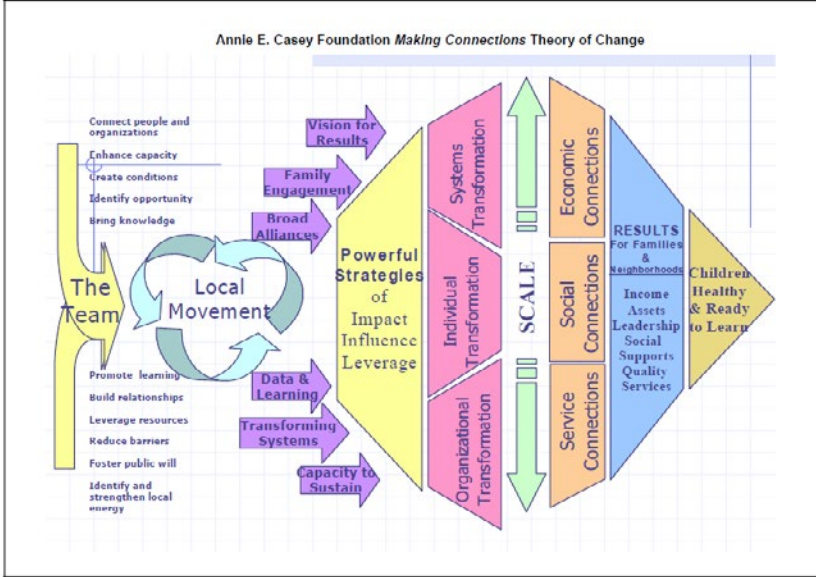 Annie E. Casey Foundation Making Connections Theory of Change
Connect people and
organizations
Enhance capacity
Create conditions
Identify opportunity
Bring knowledge
The
Team
Promote learning
Build relationships
Leverage resources
Reduce barriers
Foster public will
Identify and
strengthen local
energy
Local
Movement
Vision for
Results
Family
Engagement
Broad
Alliances
Data &
Learning
Transforming
Systems
Capacity to
Sustain
Powerful
Strategies
of
Impact
Influence
Leverage
Systems
Transformation
Individual
Transformation
Organizational
Transformation
SCALE
Economic
Connections
Social
Connections
Service
Connections
RESULTS
For Families
&
Neighborhoods
Income
Assets
Leadership
Social
Supports
Quality
Services
Children
Healthy
& Ready
to Learn